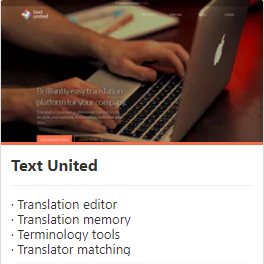 text
united
Brilliantly easy translation
platform for your company.
Text United
· Translation editor
· Translation memory
· Terminology tools
· Translator matching